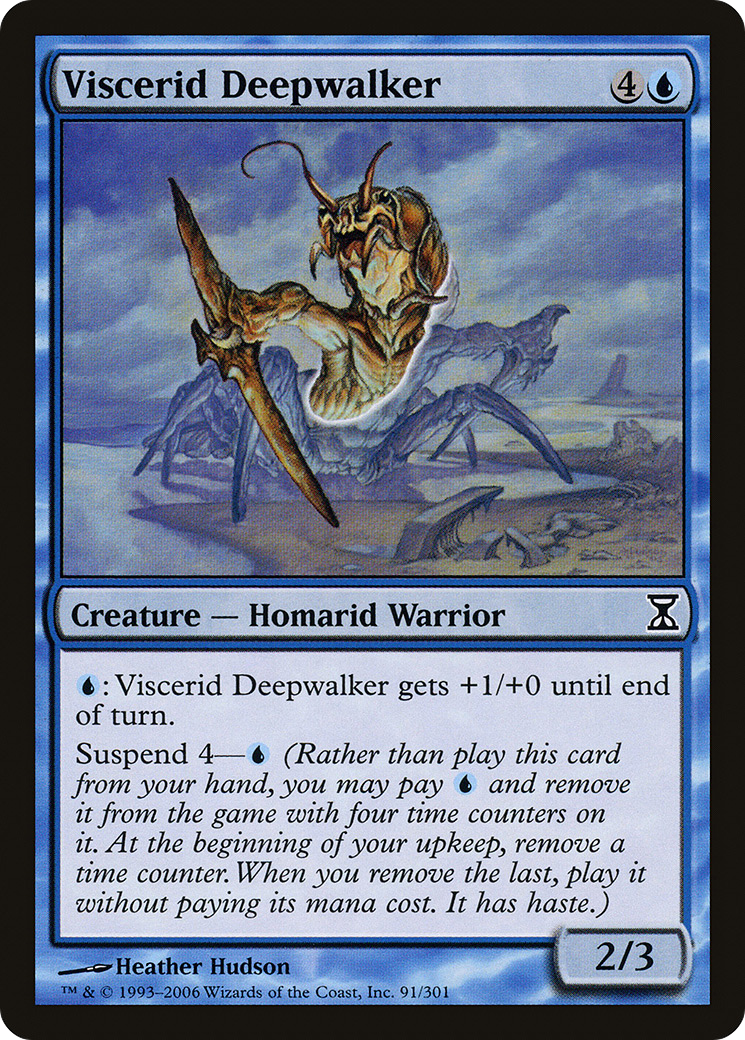 Viscerid Deepwalker 4
Creature — Homarid Warrior
: Viscerid Deepwalker gets +1/+0 until end
of turn.
Suspend 4— (Rather than play this card
from your hand, you may pay and remove
it from the game with four time counters on
it. At the beginning of your upkeep, remove a
time counter. When you remove the last, play it
without paying its mana cost. It has haste.)
2/3
Heather Hudson
™ & © 1993–2006 Wizards of the Coast, Inc. 91/301